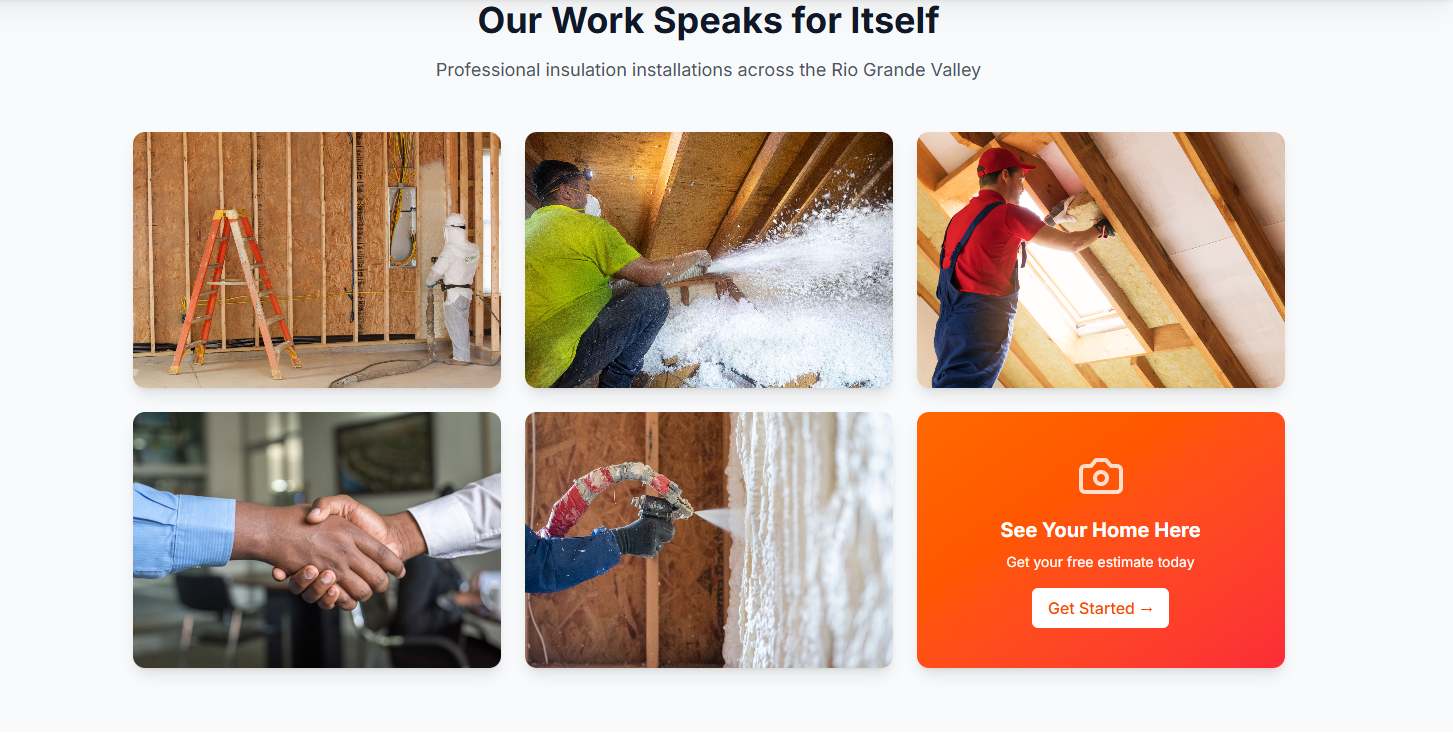 Our Work Speaks for Itself
Professional insulation installations across the Rio Grande Valley
See Your Home Here
Get your free estimate today
Get Started →